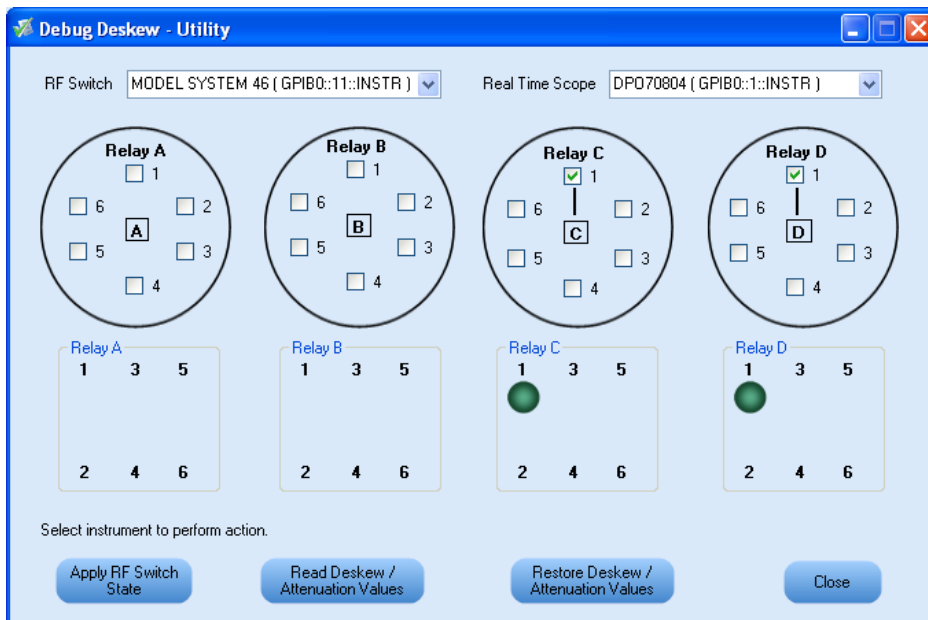 Debug Deskew - Utility
RF Switch MODEL SYSTEM 46 ( GPIB0::11::INSTR ) Real Time Scope DPO70804 ( GPIB0::1::INSTR )
Relay A Relay B Relay C Relay D
1 1 1 1
6 2 6 2 6 2 6 2
A B C D
5 3 5 3 5 3 5 3
4 4 4 4
Relay A Relay B Relay C Relay D
1 3 5 1 3 5 1 3 5 1 3 5
2 4 6 2 4 6 2 4 6 2 4 6
Select instrument to perform action.
Apply RF Switch
State
Read Deskew /
Attenuation Values
Restore Deskew /
Attenuation Values
Close